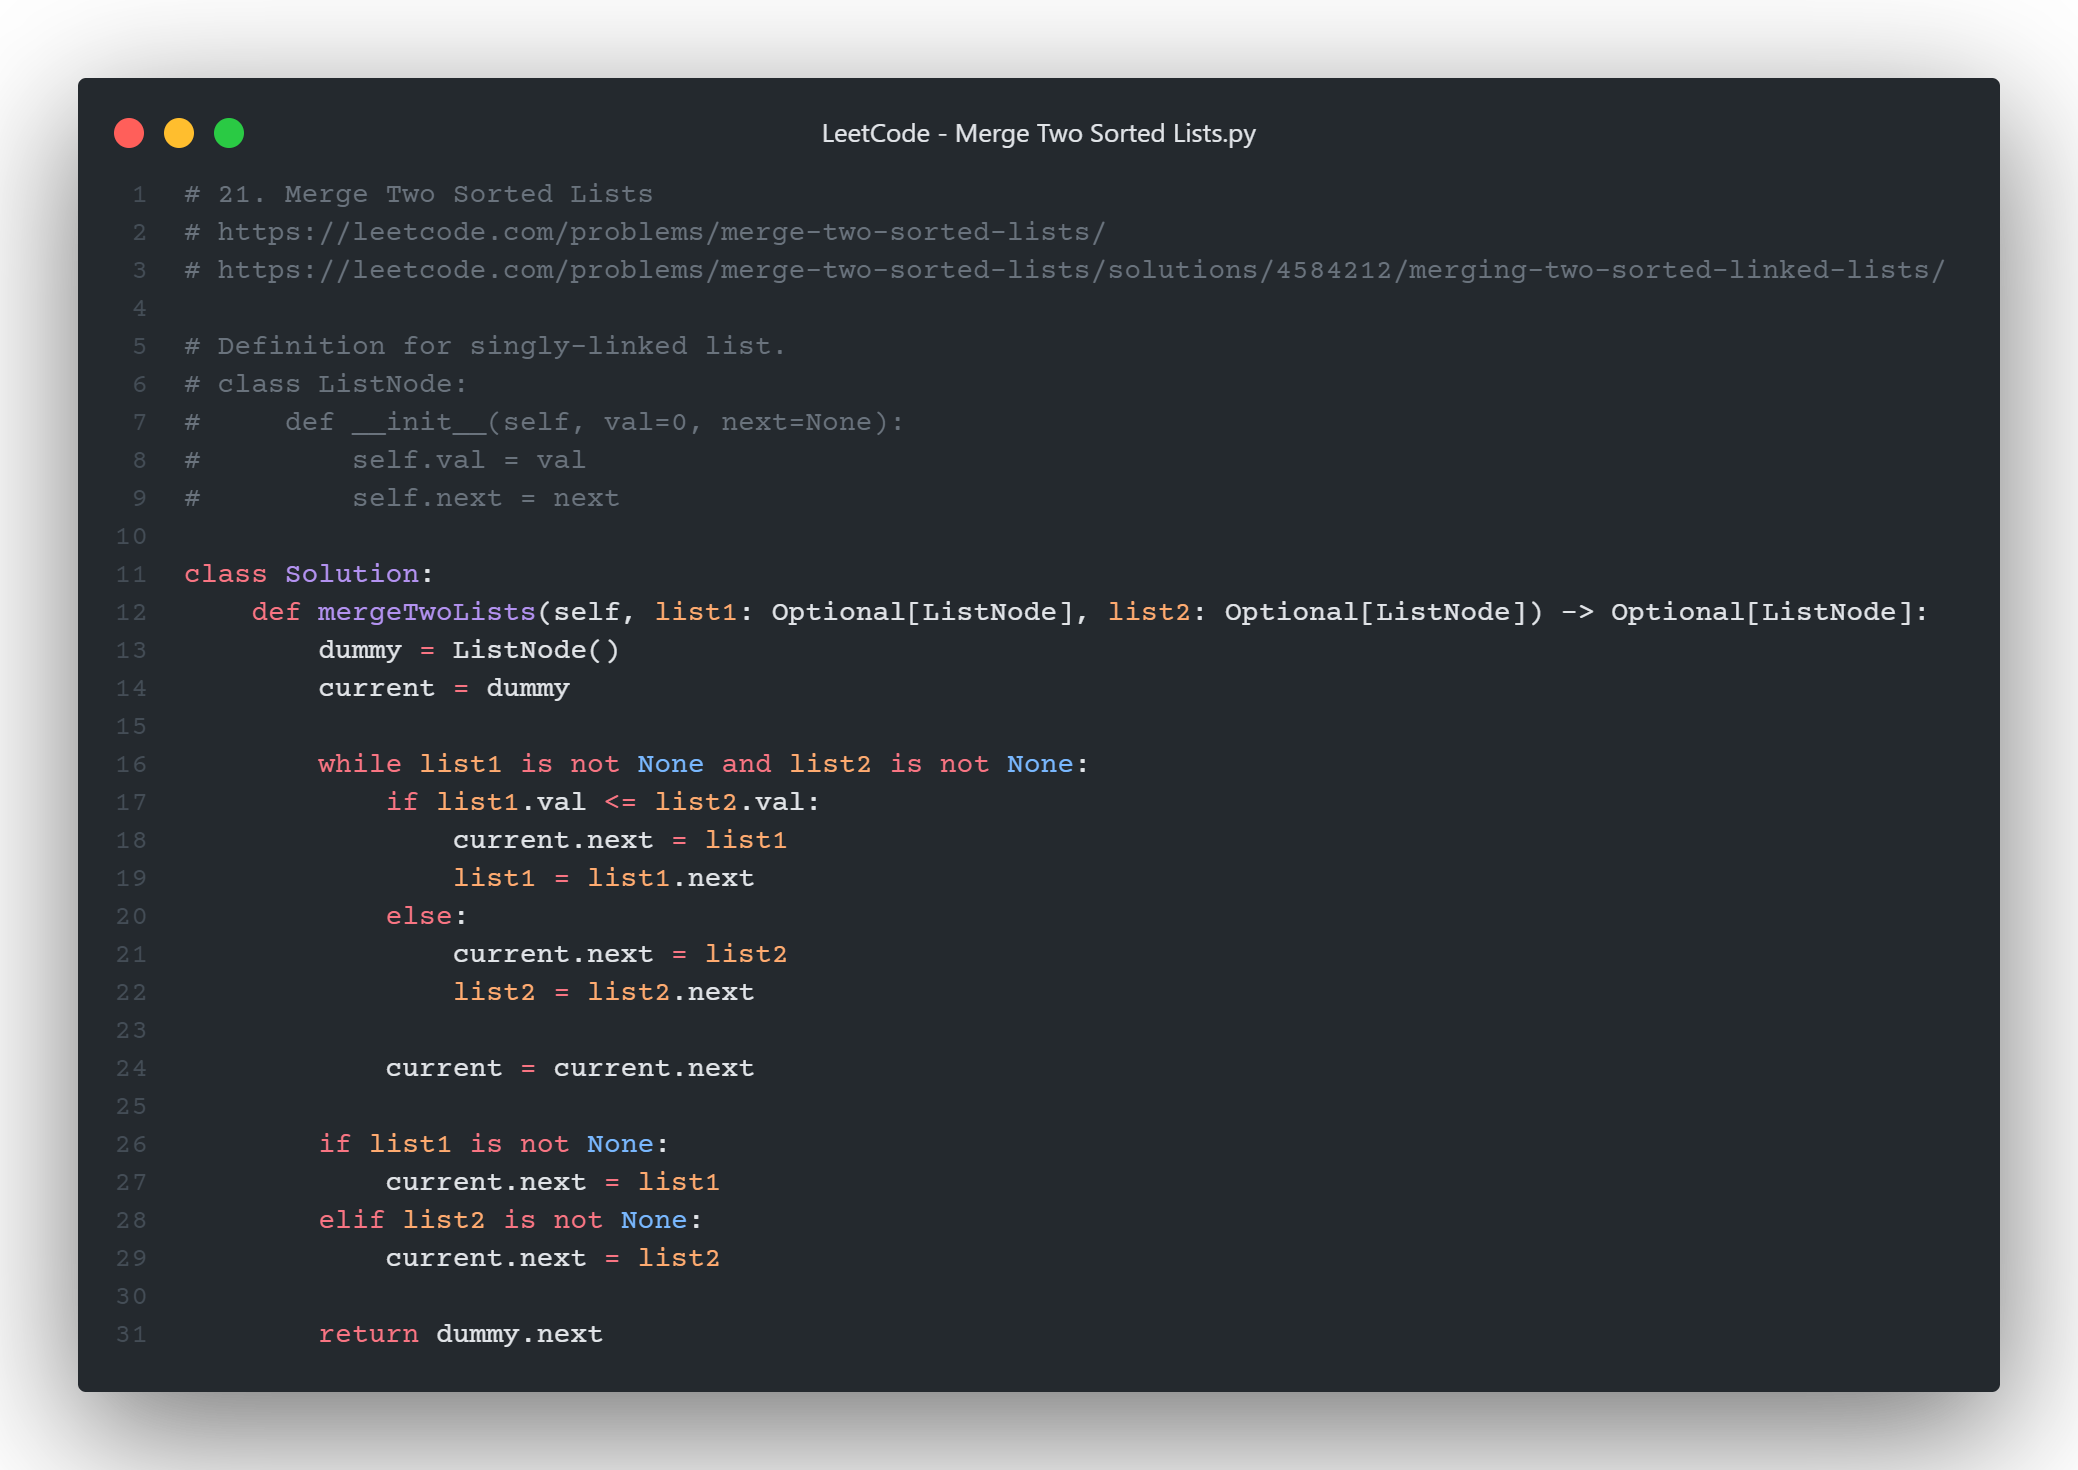 LeetCode - Merge Two Sorted Lists.py
1 # 21. Merge Two Sorted Lists
2 # https://leetcode.com/problems/merge-two-sorted-lists/
3 # https://leetcode.com/problems/merge-two-sorted-lists/solutions/4584212/merging-two-sorted-linked-lists/
4
5 # Definition for singly-linked list.
6 # class ListNode:
7 #     def __init__(self, val=0, next=None):
8 #         self.val = val
9 #         self.next = next
10
11 class Solution:
12     def mergeTwoLists(self, list1: Optional[ListNode], list2: Optional[ListNode]) -> Optional[ListNode]:
13         dummy = ListNode()
14         current = dummy
15
16         while list1 is not None and list2 is not None:
17             if list1.val <= list2.val:
18                 current.next = list1
19                 list1 = list1.next
20             else:
21                 current.next = list2
22                 list2 = list2.next
23
24             current = current.next
25
26         if list1 is not None:
27             current.next = list1
28         elif list2 is not None:
29             current.next = list2
30
31         return dummy.next